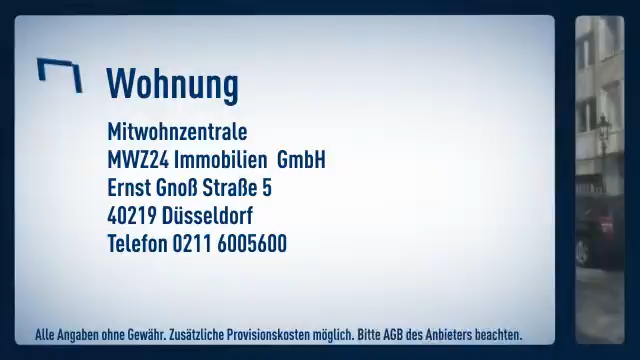 Wohnung
Mitwohnzentrale
MWZ24 Immobilien GmbH
Ernst Gnoß Straße 5
40219 Düsseldorf
Telefon 0211 6005600
Alle Angaben ohne Gewähr. Zusätzliche Provisionskosten möglich. Bitte AGB des Anbieters beachten.